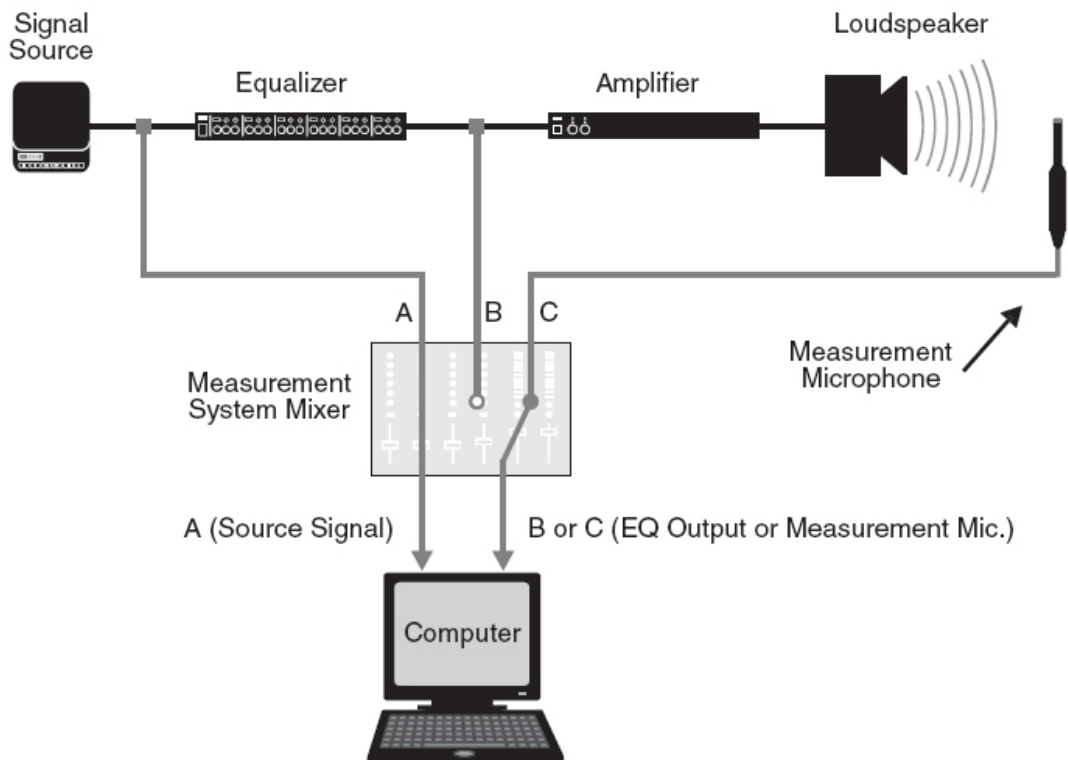 Signal
Source
Equalizer
Amplifier
Loudspeaker
A
B
C
Measurement
System Mixer
Measurement
Microphone
A (Source Signal)
B or C (EQ Output or Measurement Mic.)
Computer